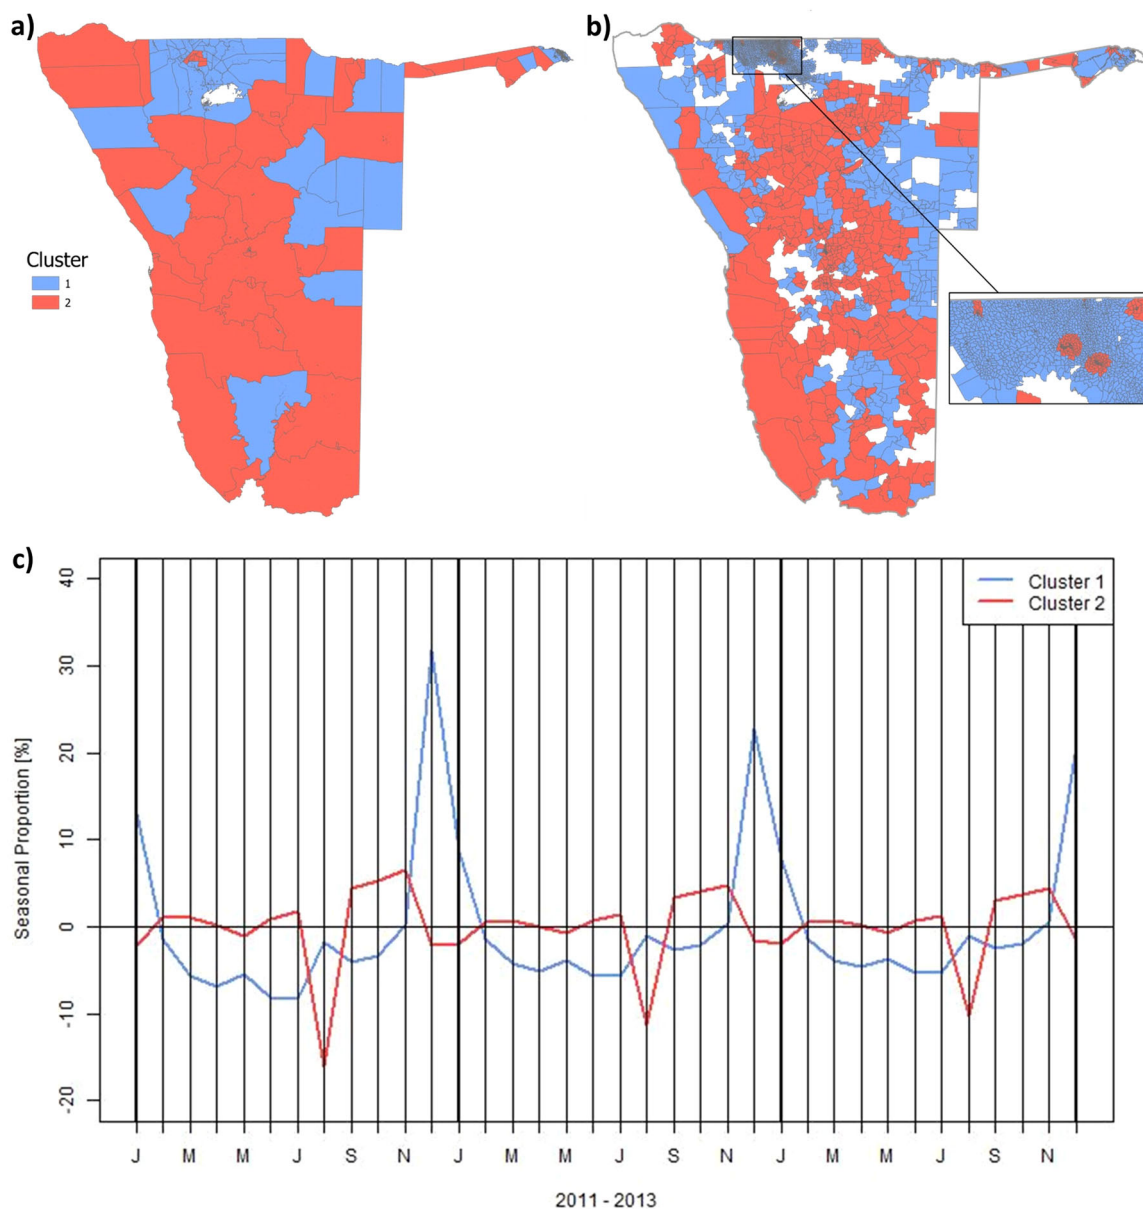 a)
b)
Cluster
1
2
c)
Cluster 1
Cluster 2
40
30
20
10
0
-10
-20
Seasonal Proportion [%]
J M M J S N J M M J S N J M M J S N
2011 - 2013